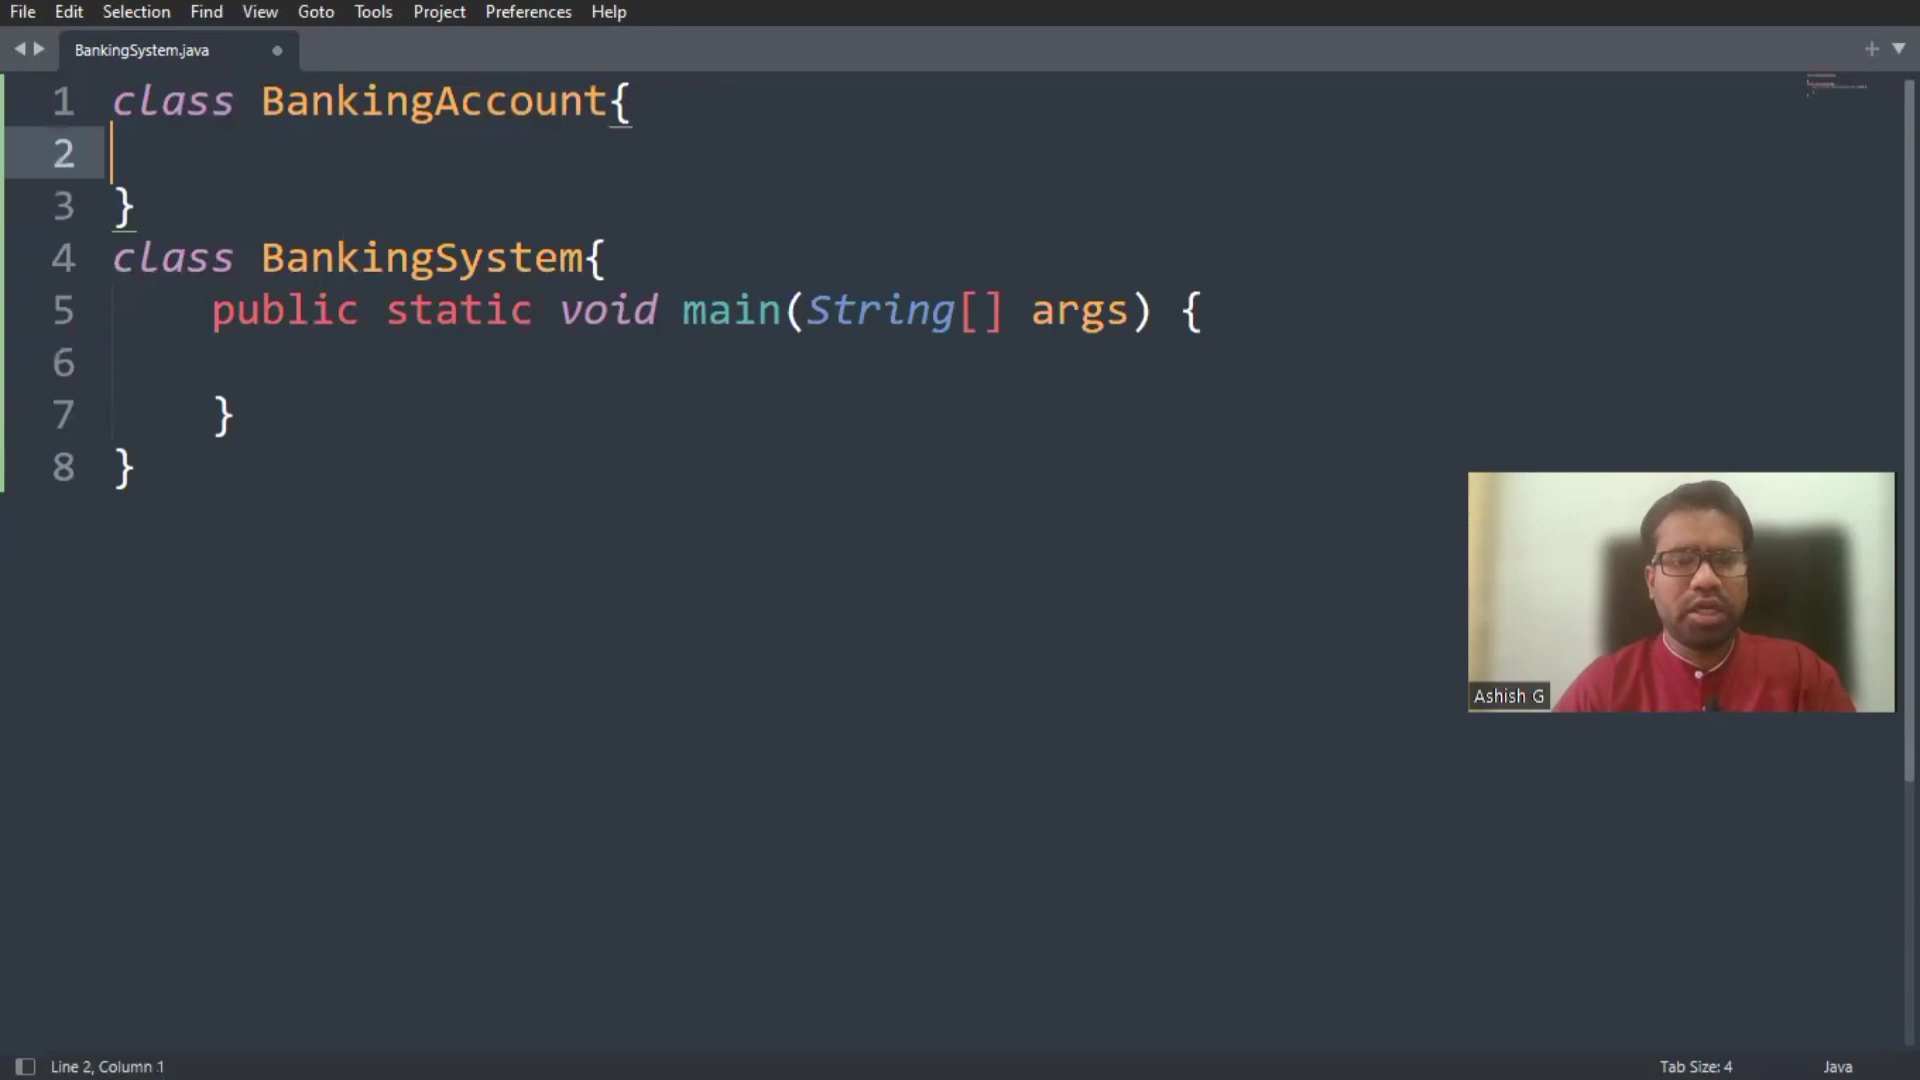 File Edit Selection Find View Goto Tools Project Preferences Help
BankingSystem.java
1 class BankingAccount{
2
3 }
4 class BankingSystem{
5 public static void main(String[] args) {
6
7 }
8 }
Ashish G
Line 2, Column 1 Tab Size: 4 Java